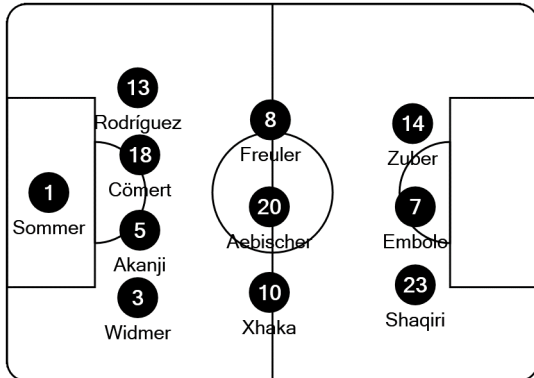 13
Rodríguez
8
Freuler
14
Zuber
18
Cömert
1
Sommer
20
Aebischer
7
Embolo
5
Akanji
3
Widmer
10
Xhaka
23
Shaqiri